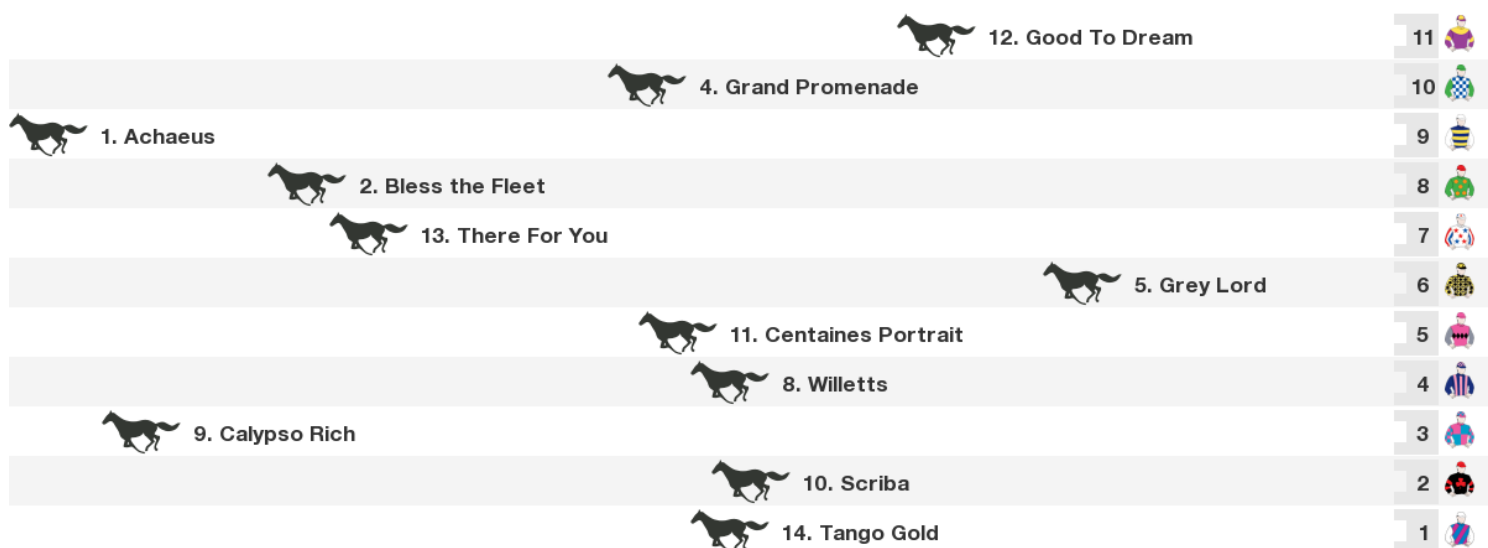 12. Good To Dream 11
4. Grand Promenade 10
1. Achaeus 9
2. Bless the Fleet 8
13. There For You 7
5. Grey Lord 6
11. Centaines Portrait 5
8. Willetts 4
9. Calypso Rich 3
10. Scriba 2
14. Tango Gold 1